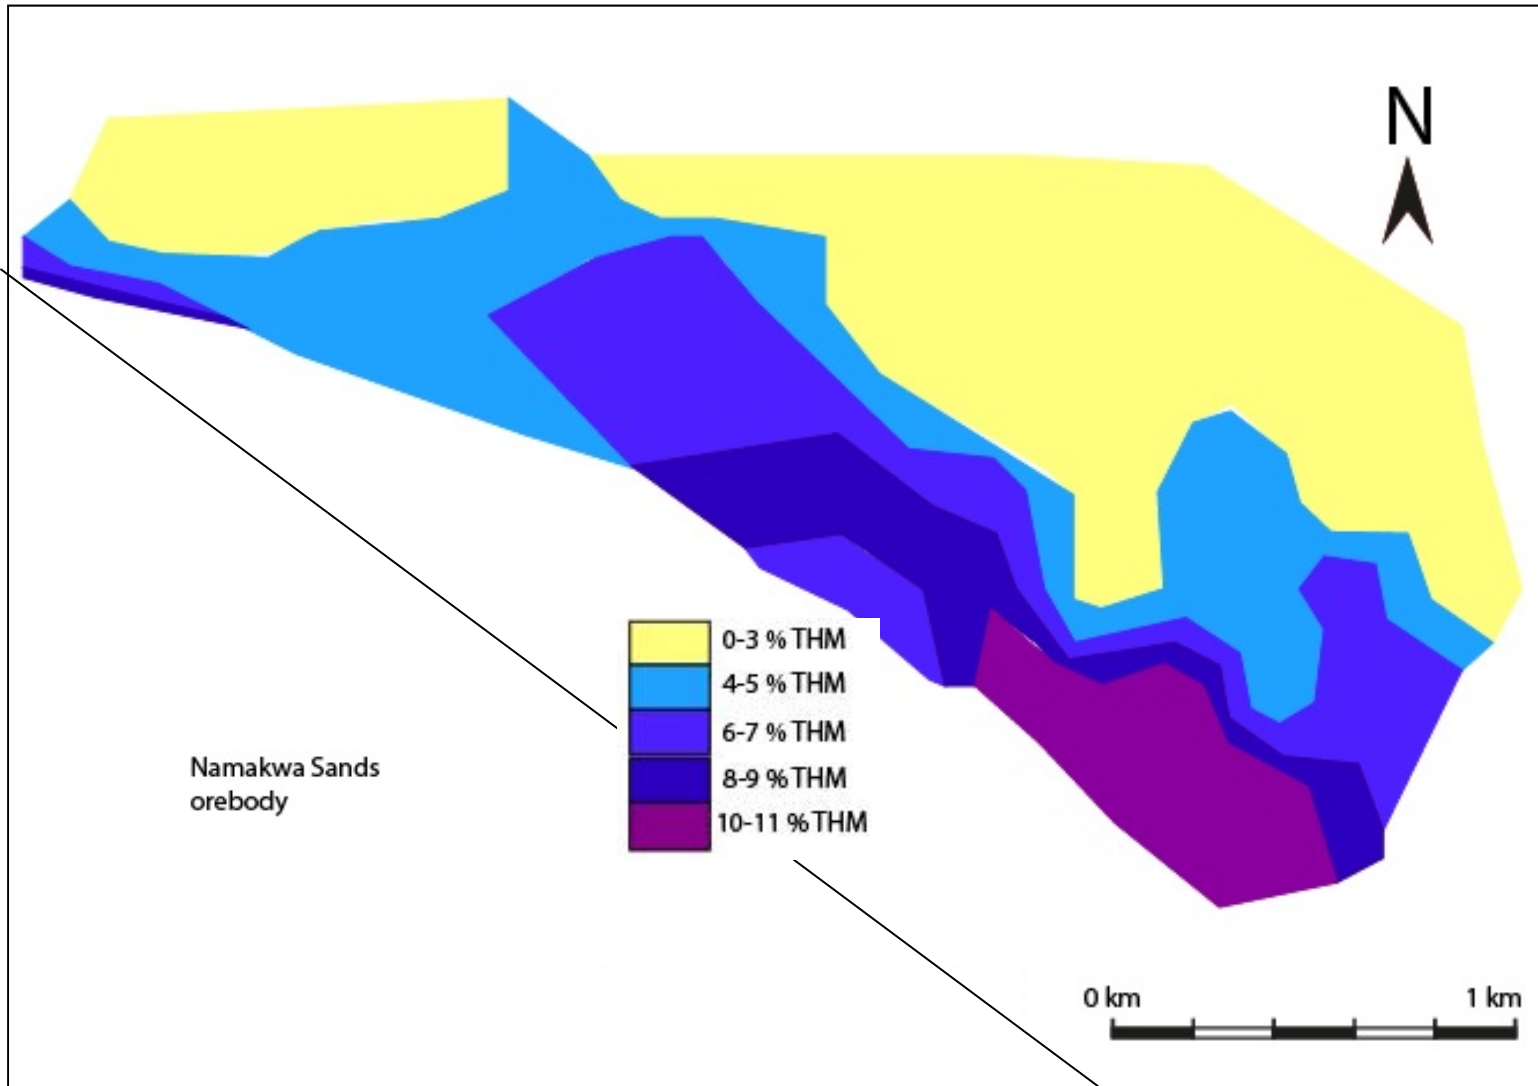 N
0-3 % THM
4-5 % THM
6-7 % THM
8-9 % THM
10-11 % THM
Namakwa Sands
orebody
0 km
1 km